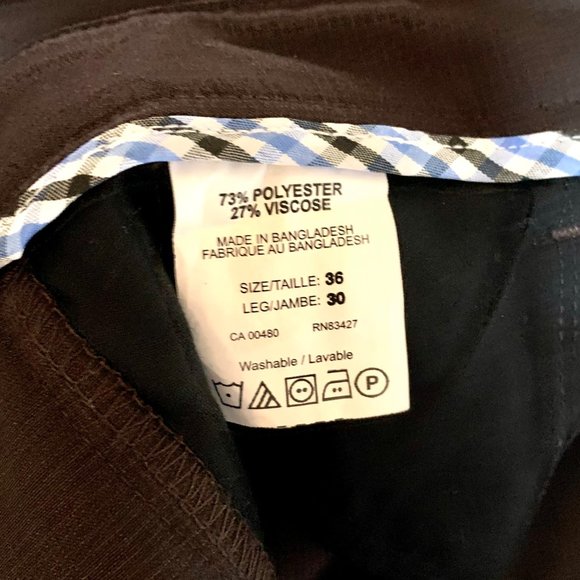 73% POLYESTER
27% VISCOSE
MADE IN BANGLADESH
FABRIQUE AU BANGLADESH
SIZE/TAILLE: 36
LEG/JAMBE: 30
CA 00480 RN83427
Washable / Lavable
P